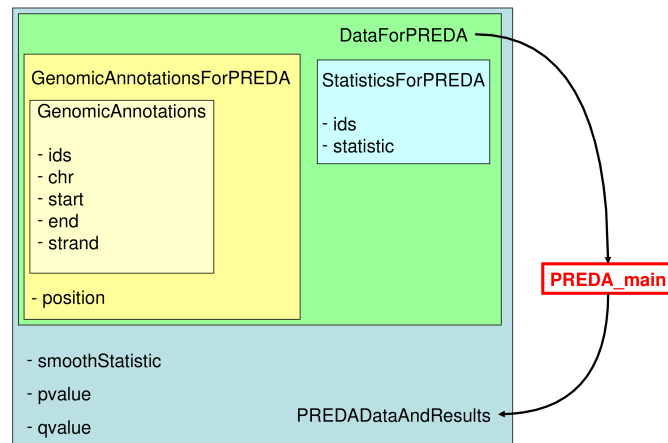 DataForPREDA
GenomicAnnotationsForPREDA
GenomicAnnotations
- ids
- chr
- start
- end
- strand
- position
StatisticsForPREDA
- ids
- statistic
PREDA_main
- smoothStatistic
- pvalue
- qvalue
PREDADataAndResults